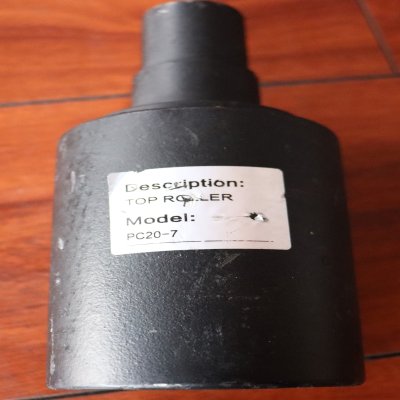 Description:
TOP ROLLER
Model:
PC20-7